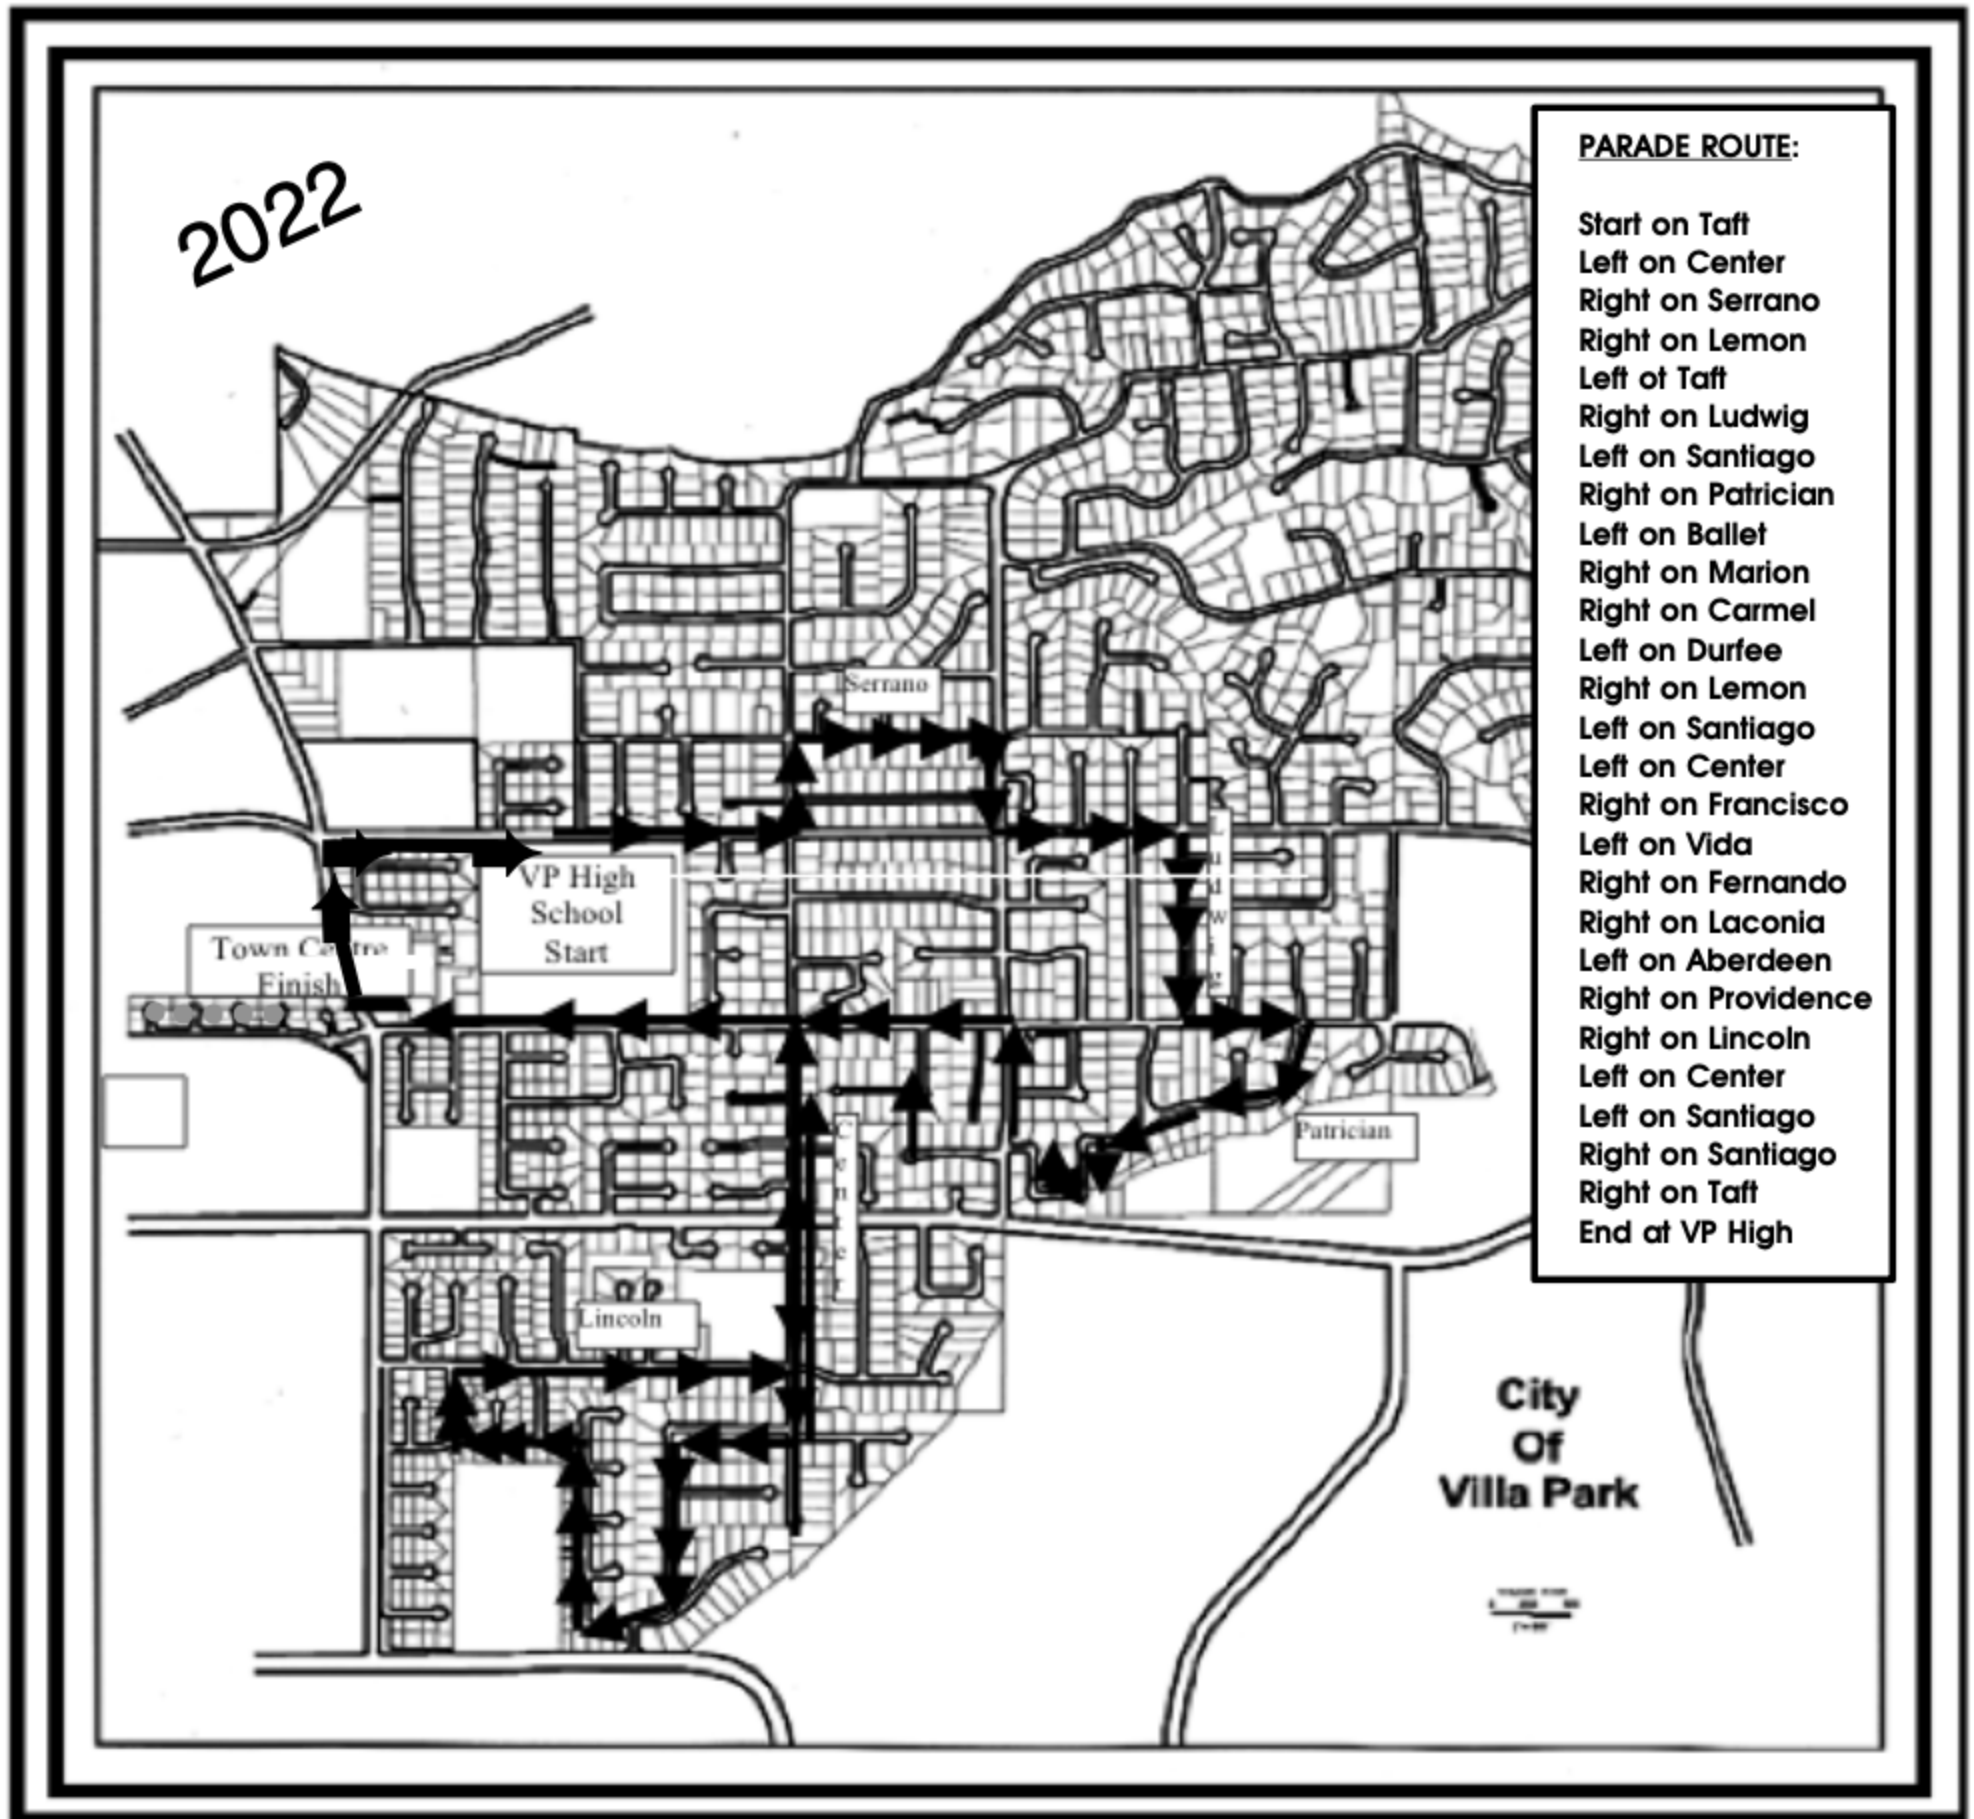 2022
PARADE ROUTE:
Start on Taft
Left on Center
Right on Serrano
Right on Lemon
Left ot Taft
Right on Ludwig
Left on Santiago
Right on Patrician
Left on Ballet
Right on Marion
Right on Carmel
Left on Durfee
Right on Lemon
Left on Santiago
Left on Center
Right on Francisco
Left on Vida
Right on Fernando
Right on Laconia
Left on Aberdeen
Right on Providence
Right on Lincoln
Left on Center
Left on Santiago
Right on Santiago
Right on Taft
End at VP High
Serrano
Ludwig
VP High
School
Start
Town Centre
Finish
Patrician
Center
Lincoln
City
Of
Villa Park